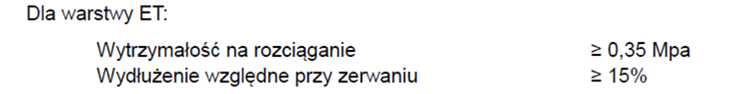 Dla warstwy ET:
Wytrzymałość na rozciąganie ≥ 0,35 Mpa
Wydłużenie względne przy zerwaniu ≥ 15%